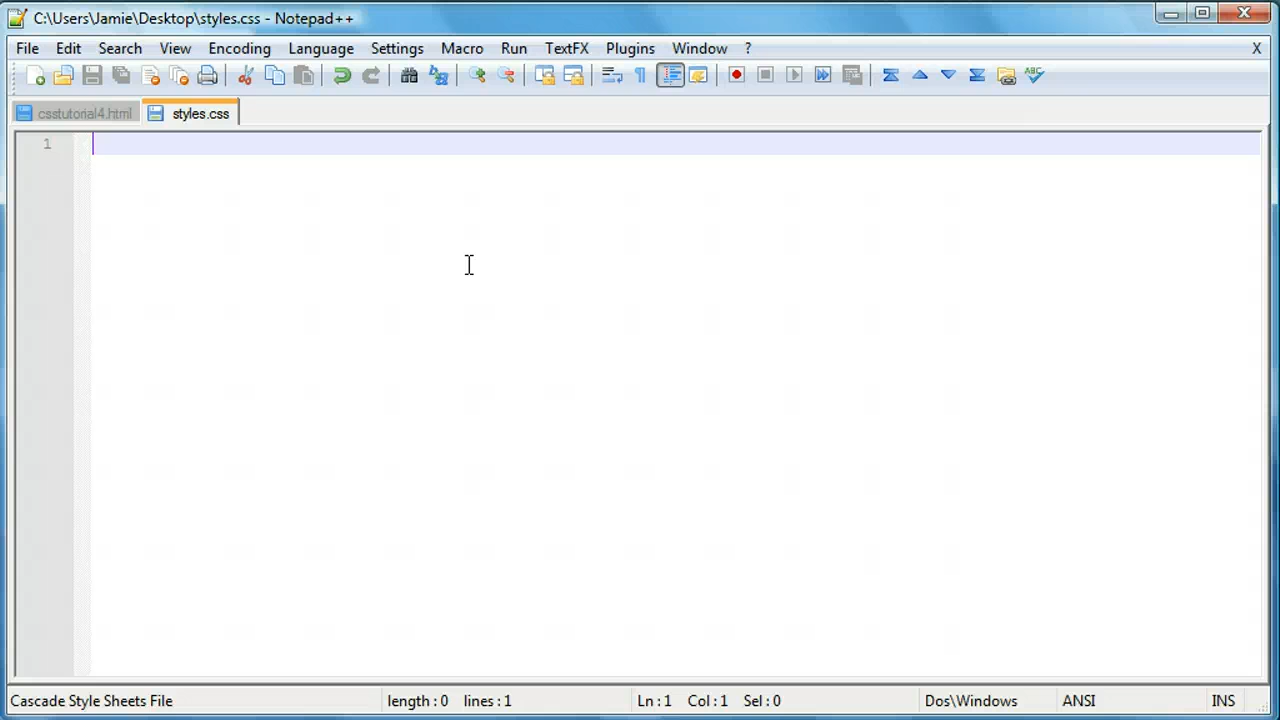 C:\Users\Jamie\Desktop\styles.css - Notepad++
File Edit Search View Encoding Language Settings Macro Run TextFX Plugins Window ? X
ABC
csstutorial4.html styles.css
1
Cascade Style Sheets File length : 0 lines : 1 Ln : 1 Col : 1 Sel : 0 Dos\Windows ANSI INS